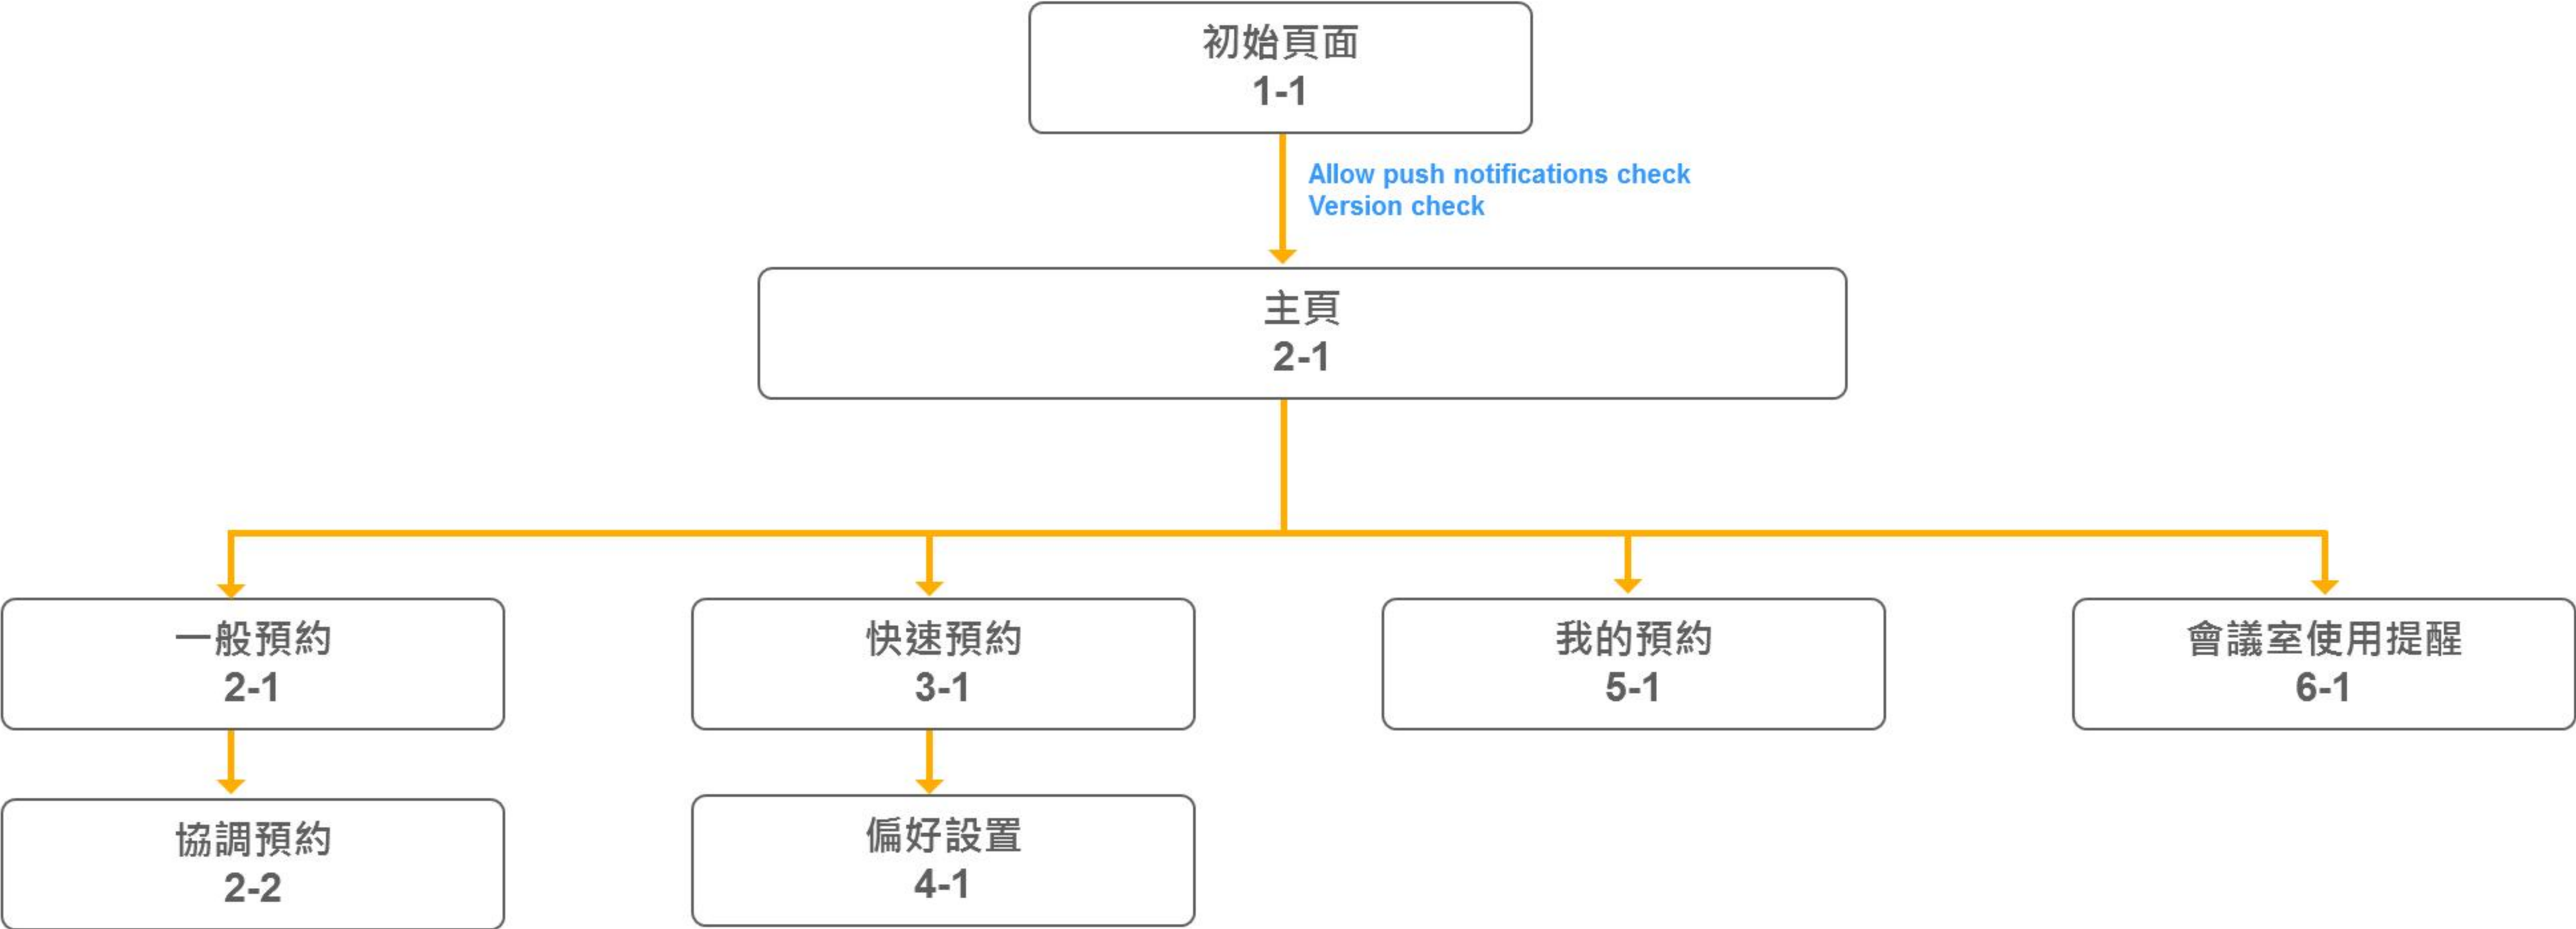 初始頁面
1-1
Allow push notifications check
Version check
主頁
2-1
一般預約
2-1
快速預約
3-1
我的預約
5-1
會議室使用提醒
6-1
協調預約
2-2
偏好設置
4-1